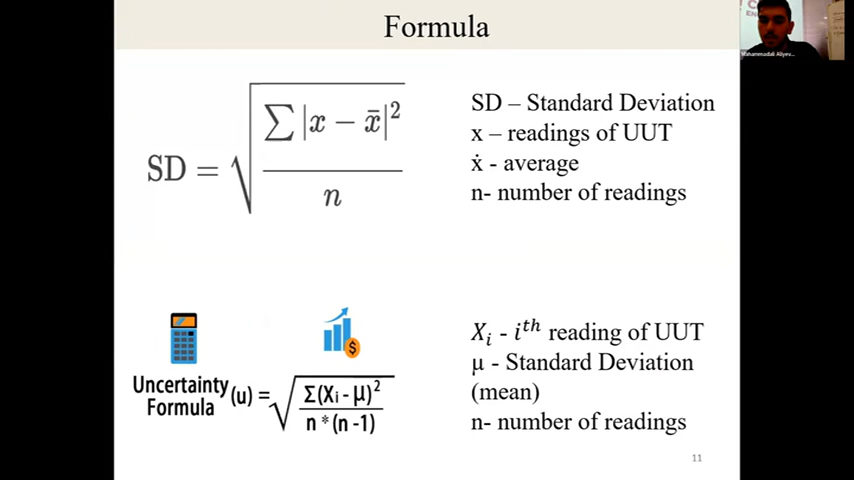 Formula
SD = √ ∑ |x − x̄|² / n
SD – Standard Deviation
x – readings of UUT
ẋ - average
n- number of readings
Uncertainty Formula (u) = √ Σ(Xi - μ)² / n * (n -1)
$
𝑋ᵢ - 𝑖ᵗʰ reading of UUT
μ - Standard Deviation
(mean)
n- number of readings
11